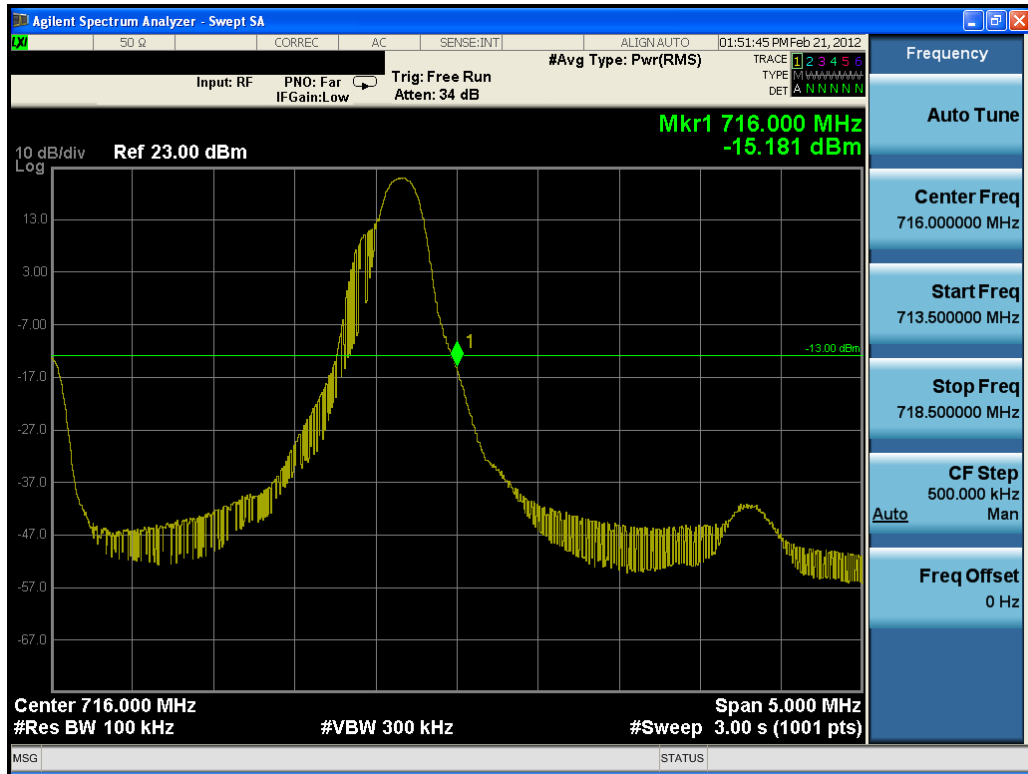 Agilent Spectrum Analyzer - Swept SA
LXI 50 Ω CORREC AC SENSE:INT ALIGN AUTO 01:51:45 PM Feb 21, 2012
Input: RF PNO: Far IFGain:Low
Trig: Free Run
Atten: 34 dB
#Avg Type: Pwr(RMS)
TRACE 1 2 3 4 5 6
TYPE M
DET A N N N N N
Mkr1 716.000 MHz
-15.181 dBm
10 dB/div Ref 23.00 dBm
Log
13.0
3.00
-7.00
1
-13.00 dBm
-17.0
-27.0
-37.0
-47.0
-57.0
-67.0
Center 716.000 MHz Span 5.000 MHz
#Res BW 100 kHz #VBW 300 kHz #Sweep 3.00 s (1001 pts)
MSG STATUS
Frequency
Auto Tune
Center Freq
716.000000 MHz
Start Freq
713.500000 MHz
Stop Freq
718.500000 MHz
CF Step
500.000 kHz
Auto Man
Freq Offset
0 Hz